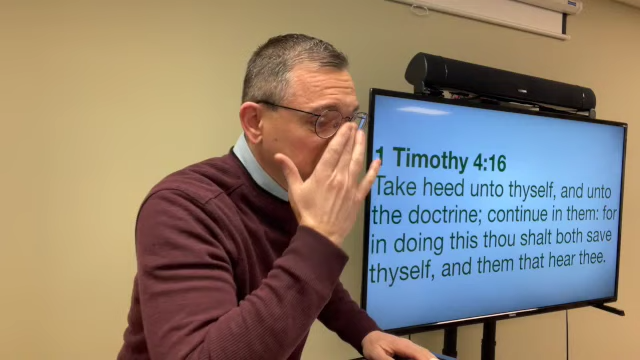 1 Timothy 4:16
Take heed unto thyself, and unto
the doctrine; continue in them: for
in doing this thou shalt both save
thyself, and them that hear thee.